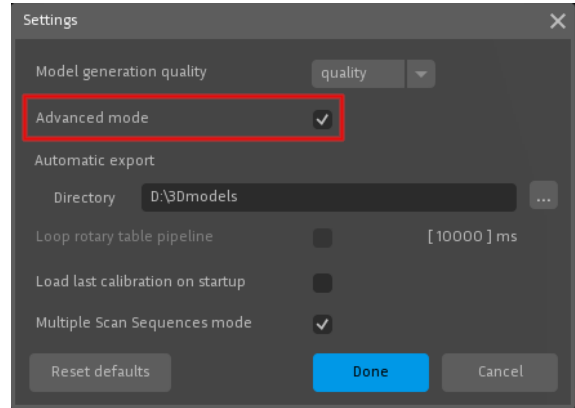 Settings
Model generation quality quality
Advanced mode
Automatic export
Directory D:\3Dmodels ...
Loop rotary table pipeline [ 10000 ] ms
Load last calibration on startup
Multiple Scan Sequences mode
Reset defaults Done Cancel